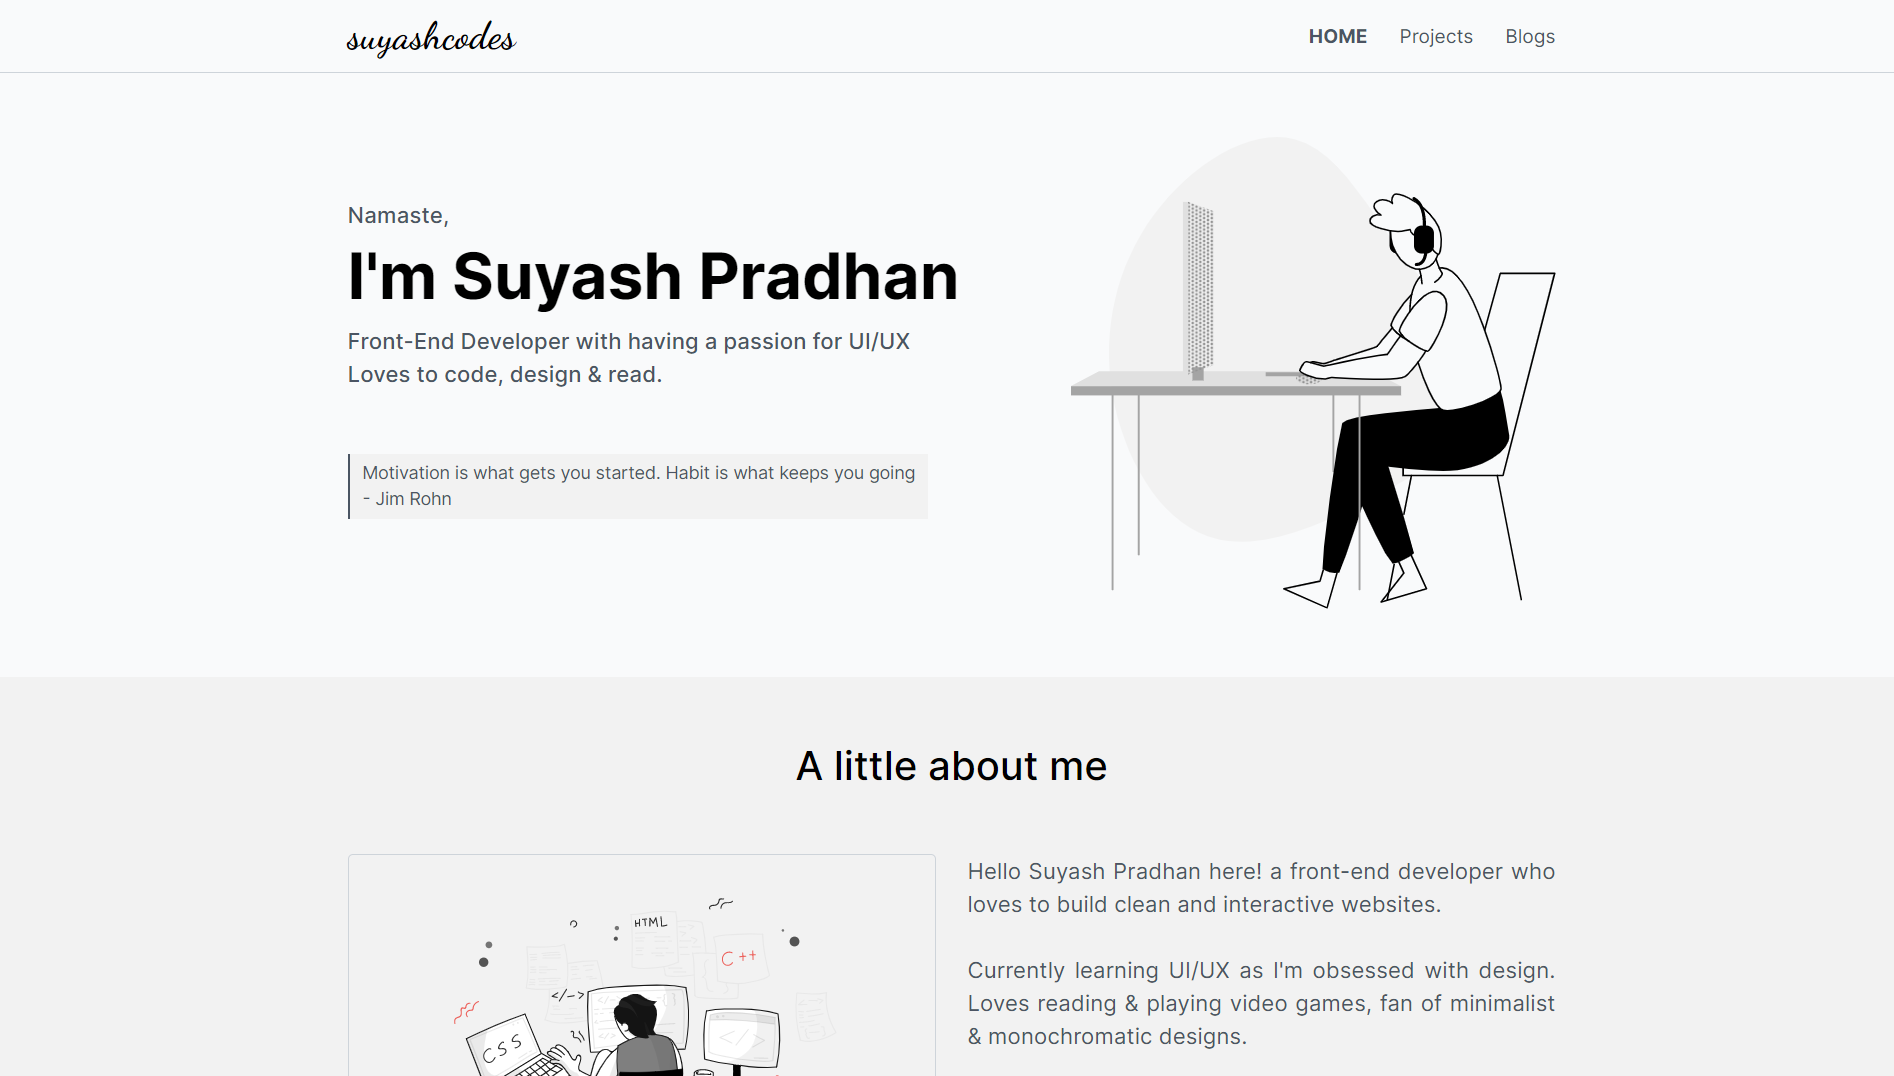 suyashcodes
HOME Projects Blogs
Namaste,
I'm Suyash Pradhan
Front-End Developer with having a passion for UI/UX
Loves to code, design & read.
Motivation is what gets you started. Habit is what keeps you going
- Jim Rohn
A little about me
HTML
C++
</-->
CSS
</>
Hello Suyash Pradhan here! a front-end developer who
loves to build clean and interactive websites.
Currently learning UI/UX as I'm obsessed with design.
Loves reading & playing video games, fan of minimalist
& monochromatic designs.